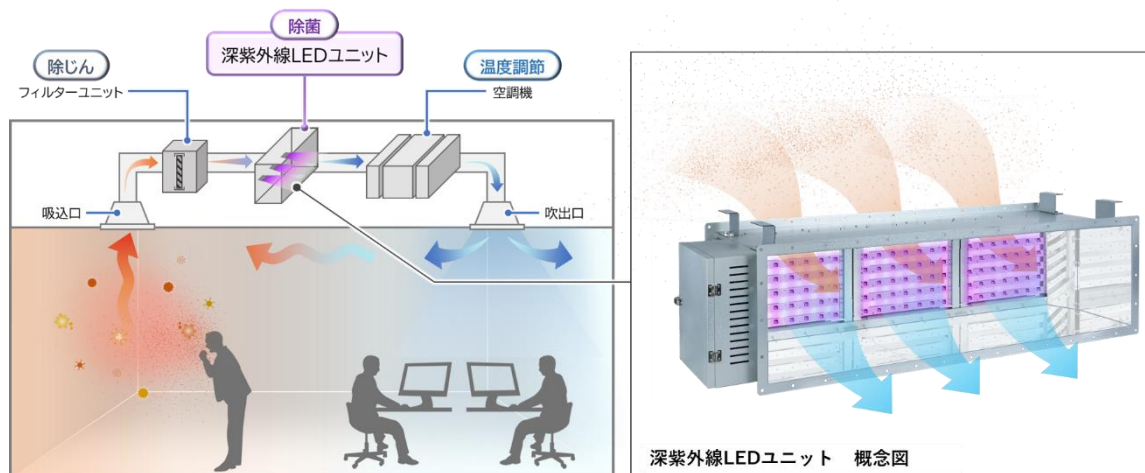 除菌
深紫外線LEDユニット
除じん
フィルターユニット
温度調節
空調機
吸込口
吹出口
深紫外線LEDユニット　概念図